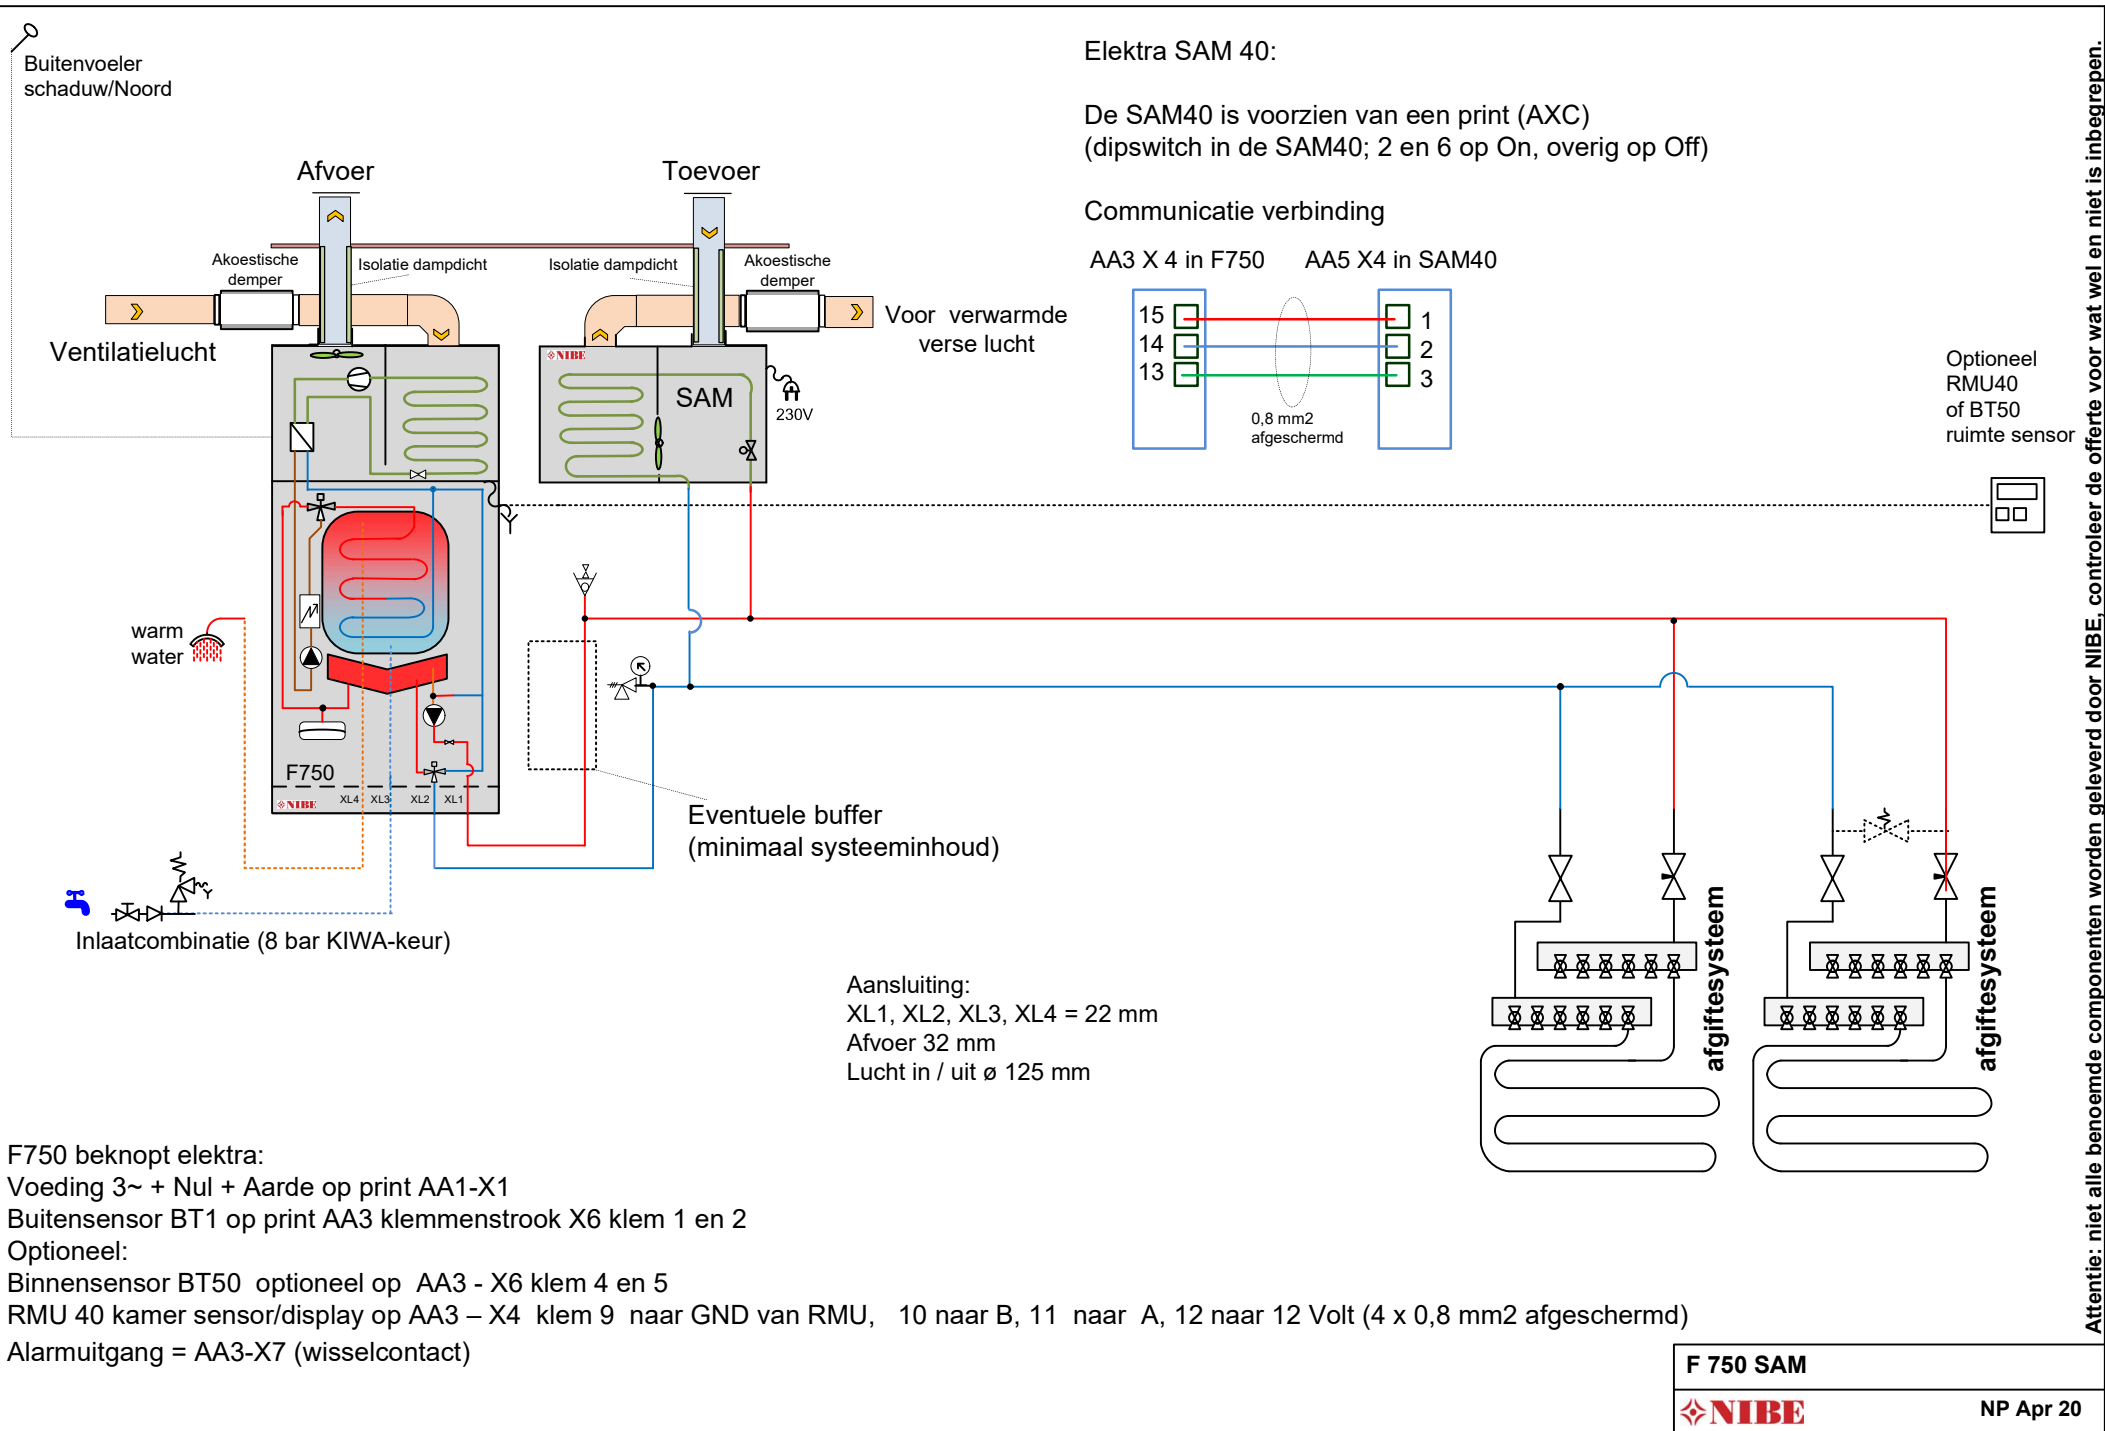 Buitenvoeler
schaduw/Noord
Afvoer
Toevoer
Akoestische
demper
Isolatie dampdicht
Isolatie dampdicht
Akoestische
demper
Ventilatielucht
Voor verwarmde
verse lucht
NIBE
SAM
230V
warm
water
F750
NIBE
XL4 XL3 XL2 XL1
Inlaatcombinatie (8 bar KIWA-keur)
Eventuele buffer
(minimaal systeeminhoud)
Elektra SAM 40:
De SAM40 is voorzien van een print (AXC)
(dipswitch in de SAM40; 2 en 6 op On, overig op Off)
Communicatie verbinding
AA3 X 4 in F750 AA5 X4 in SAM40
15 1
14 2
13 3
0,8 mm2
afgeschermd
Optioneel
RMU40
of BT50
ruimte sensor
afgiftesysteem
afgiftesysteem
Aansluiting:
XL1, XL2, XL3, XL4 = 22 mm
Afvoer 32 mm
Lucht in / uit ø 125 mm
F750 beknopt elektra:
Voeding 3~ + Nul + Aarde op print AA1-X1
Buitensensor BT1 op print AA3 klemmenstrook X6 klem 1 en 2
Optioneel:
Binnensensor BT50 optioneel op AA3 - X6 klem 4 en 5
RMU 40 kamer sensor/display op AA3 – X4 klem 9 naar GND van RMU, 10 naar B, 11 naar A, 12 naar 12 Volt (4 x 0,8 mm2 afgeschermd)
Alarmuitgang = AA3-X7 (wisselcontact)
Attentie: niet alle benoemde componenten worden geleverd door NIBE, controleer de offerte voor wat wel en niet is inbegrepen.
F 750 SAM
NIBE NP Apr 20